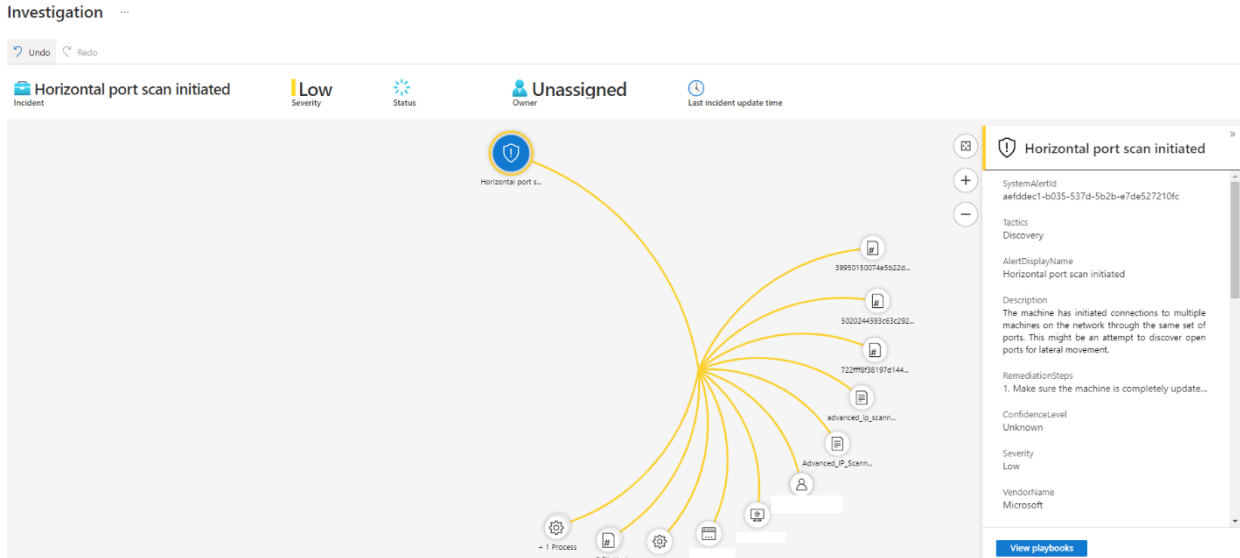 Investigation ...
Undo Redo
Horizontal port scan initiated
Incident
Low
Severity
Status
Unassigned
Owner
Last incident update time
Horizontal port s...
39950150074e5b22d...
5020244593c63c292...
722fff8f38197d144...
advanced_ip_scann...
Advanced_IP_Scann...
+ 1 Process
Horizontal port scan initiated
SystemAlertId
aefddec1-b035-537d-5b2b-e7de527210fc
Tactics
Discovery
AlertDisplayName
Horizontal port scan initiated
Description
The machine has initiated connections to multiple
machines on the network through the same set of
ports. This might be an attempt to discover open
ports for lateral movement.
RemediationSteps
1. Make sure the machine is completely update...
ConfidenceLevel
Unknown
Severity
Low
VendorName
Microsoft
View playbooks